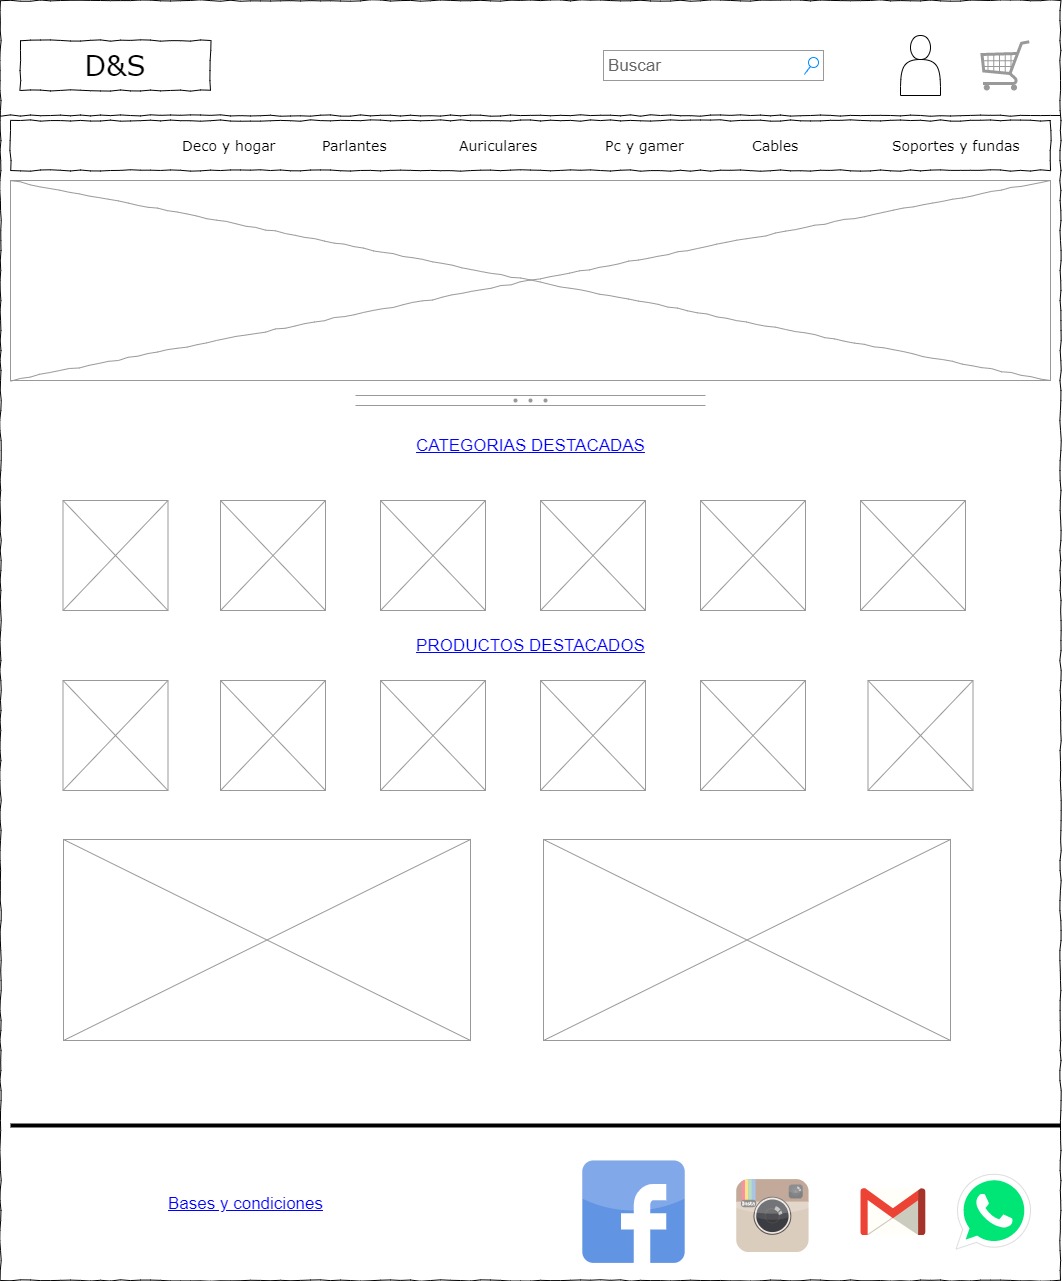 D&S
Buscar
Deco y hogar
Parlantes
Auriculares
Pc y gamer
Cables
Soportes y fundas
CATEGORIAS DESTACADAS
PRODUCTOS DESTACADOS
Bases y condiciones